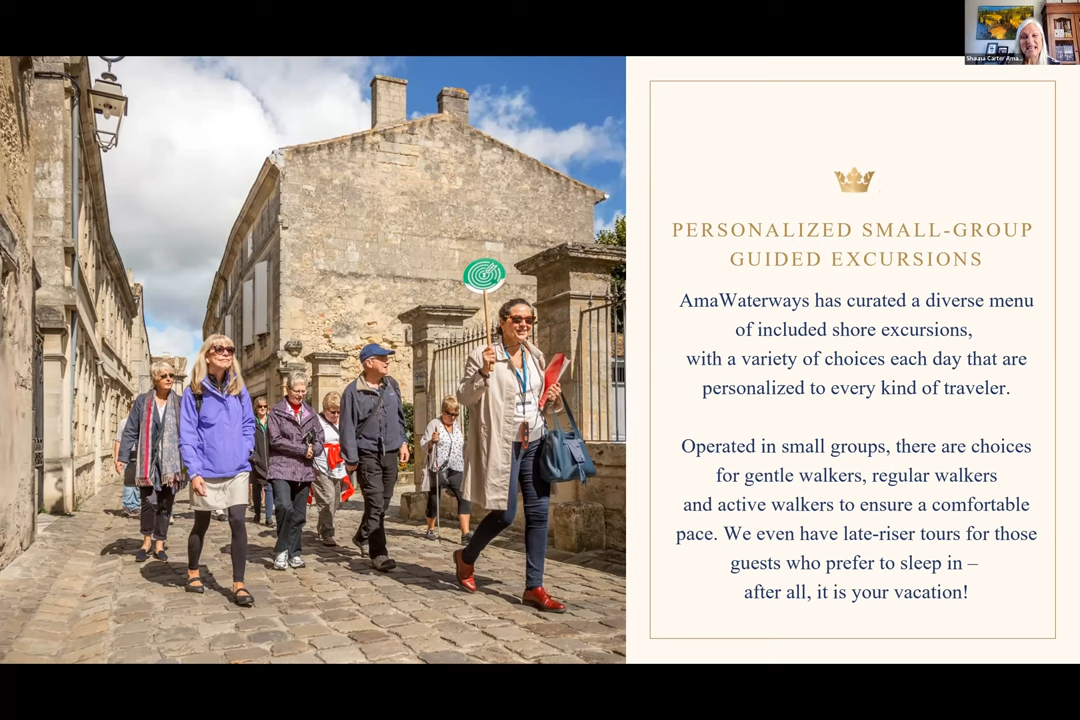 Shauna Carter Ama...
PERSONALIZED SMALL-GROUP
GUIDED EXCURSIONS
AmaWaterways has curated a diverse menu
of included shore excursions,
with a variety of choices each day that are
personalized to every kind of traveler.
Operated in small groups, there are choices
for gentle walkers, regular walkers
and active walkers to ensure a comfortable
pace. We even have late-riser tours for those
guests who prefer to sleep in –
after all, it is your vacation!